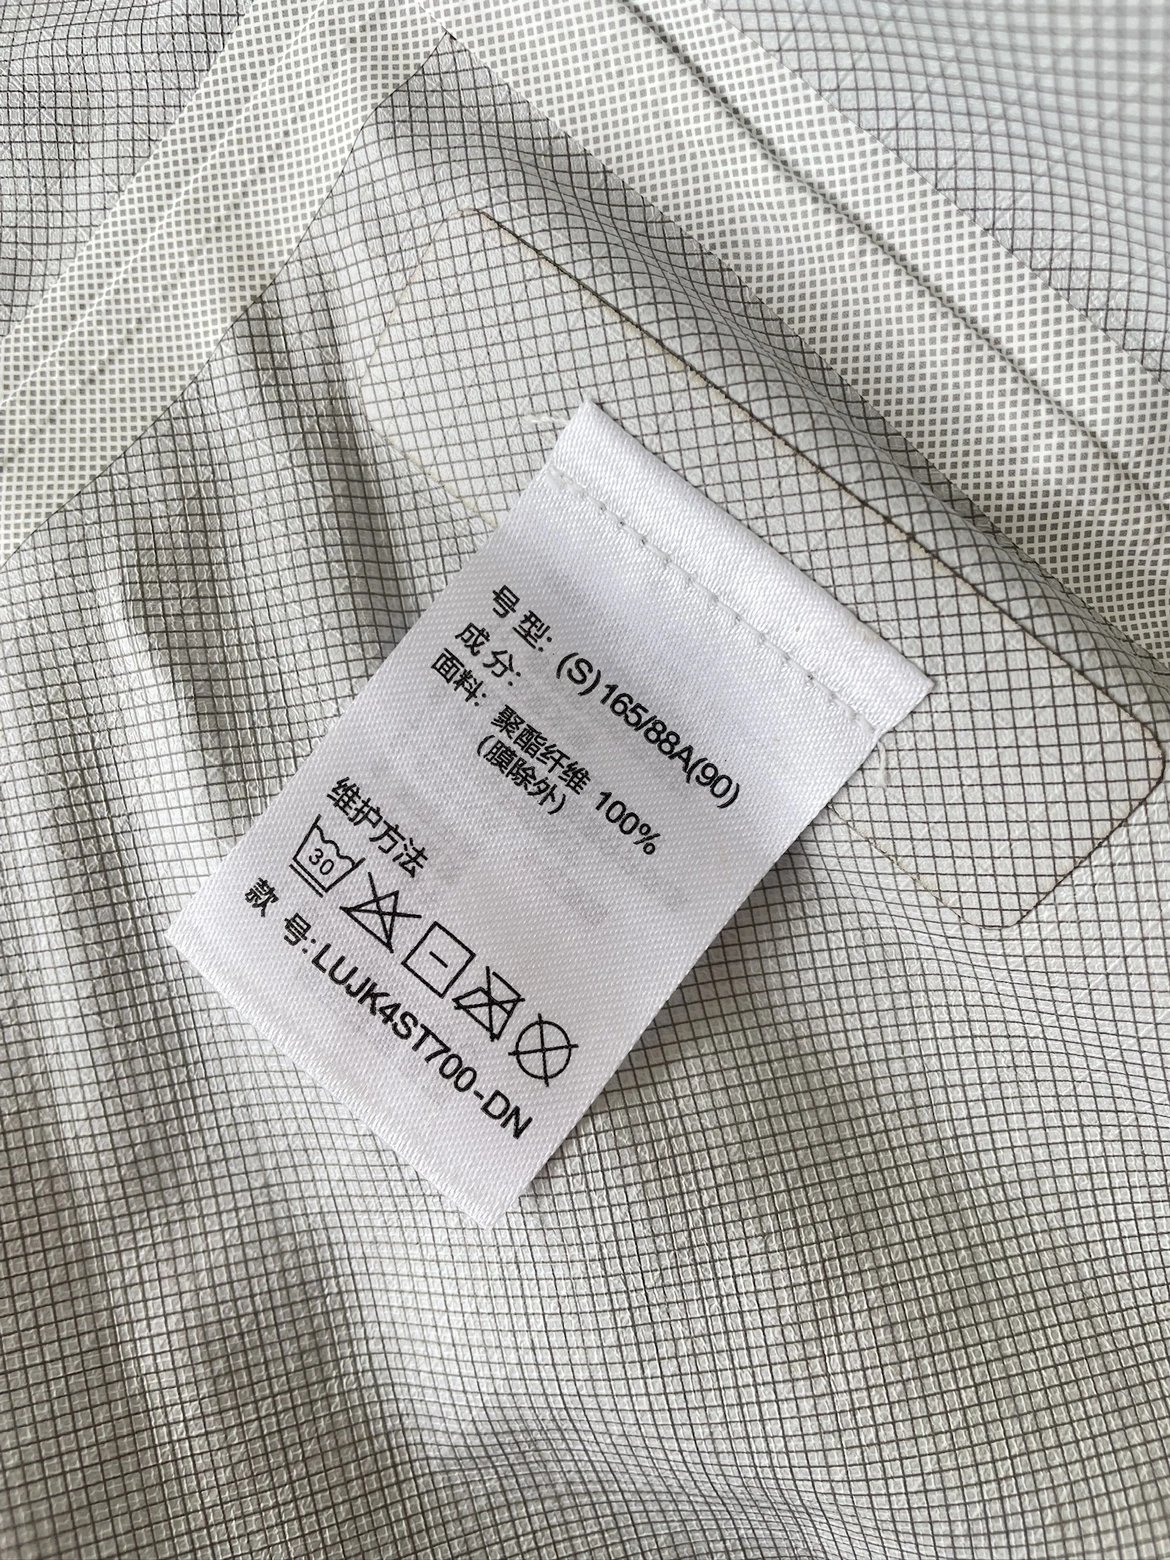 号 型: (S) 165/88A(90)
成 分:
面料: 聚酯纤维 100%
(膜除外)
维护方法
30
款 号: LUJK4ST700-DN